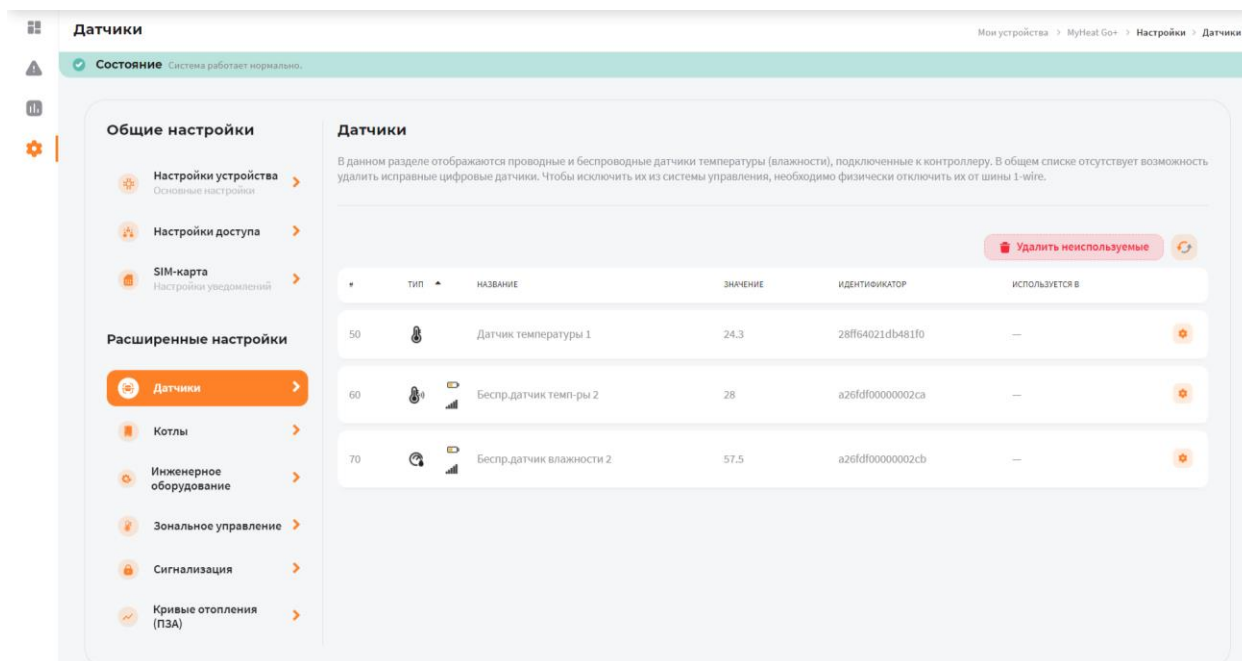 Датчики
Мои устройства > MyHeat Go+ > Настройки > Датчики
Состояние Система работает нормально.
Общие настройки
Настройки устройства
Основные настройки
Настройки доступа
SIM-карта
Настройки уведомлений
Расширенные настройки
Датчики
Котлы
Инженерное
оборудование
Зональное управление
Сигнализация
Кривые отопления
(ПЗА)
Датчики
В данном разделе отображаются проводные и беспроводные датчики температуры (влажности), подключенные к контроллеру. В общем списке отсутствует возможность
удалить исправные цифровые датчики. Чтобы исключить их из системы управления, необходимо физически отключить их от шины 1-wire.
Удалить неиспользуемые
# ТИП НАЗВАНИЕ ЗНАЧЕНИЕ ИДЕНТИФИКАТОР ИСПОЛЬЗУЕТСЯ В
50 Датчик температуры 1 24.3 28ff64021db481f0 —
60 Беспр.датчик темп-ры 2 28 a26fdf00000002ca —
70 Беспр.датчик влажности 2 57.5 a26fdf00000002cb —